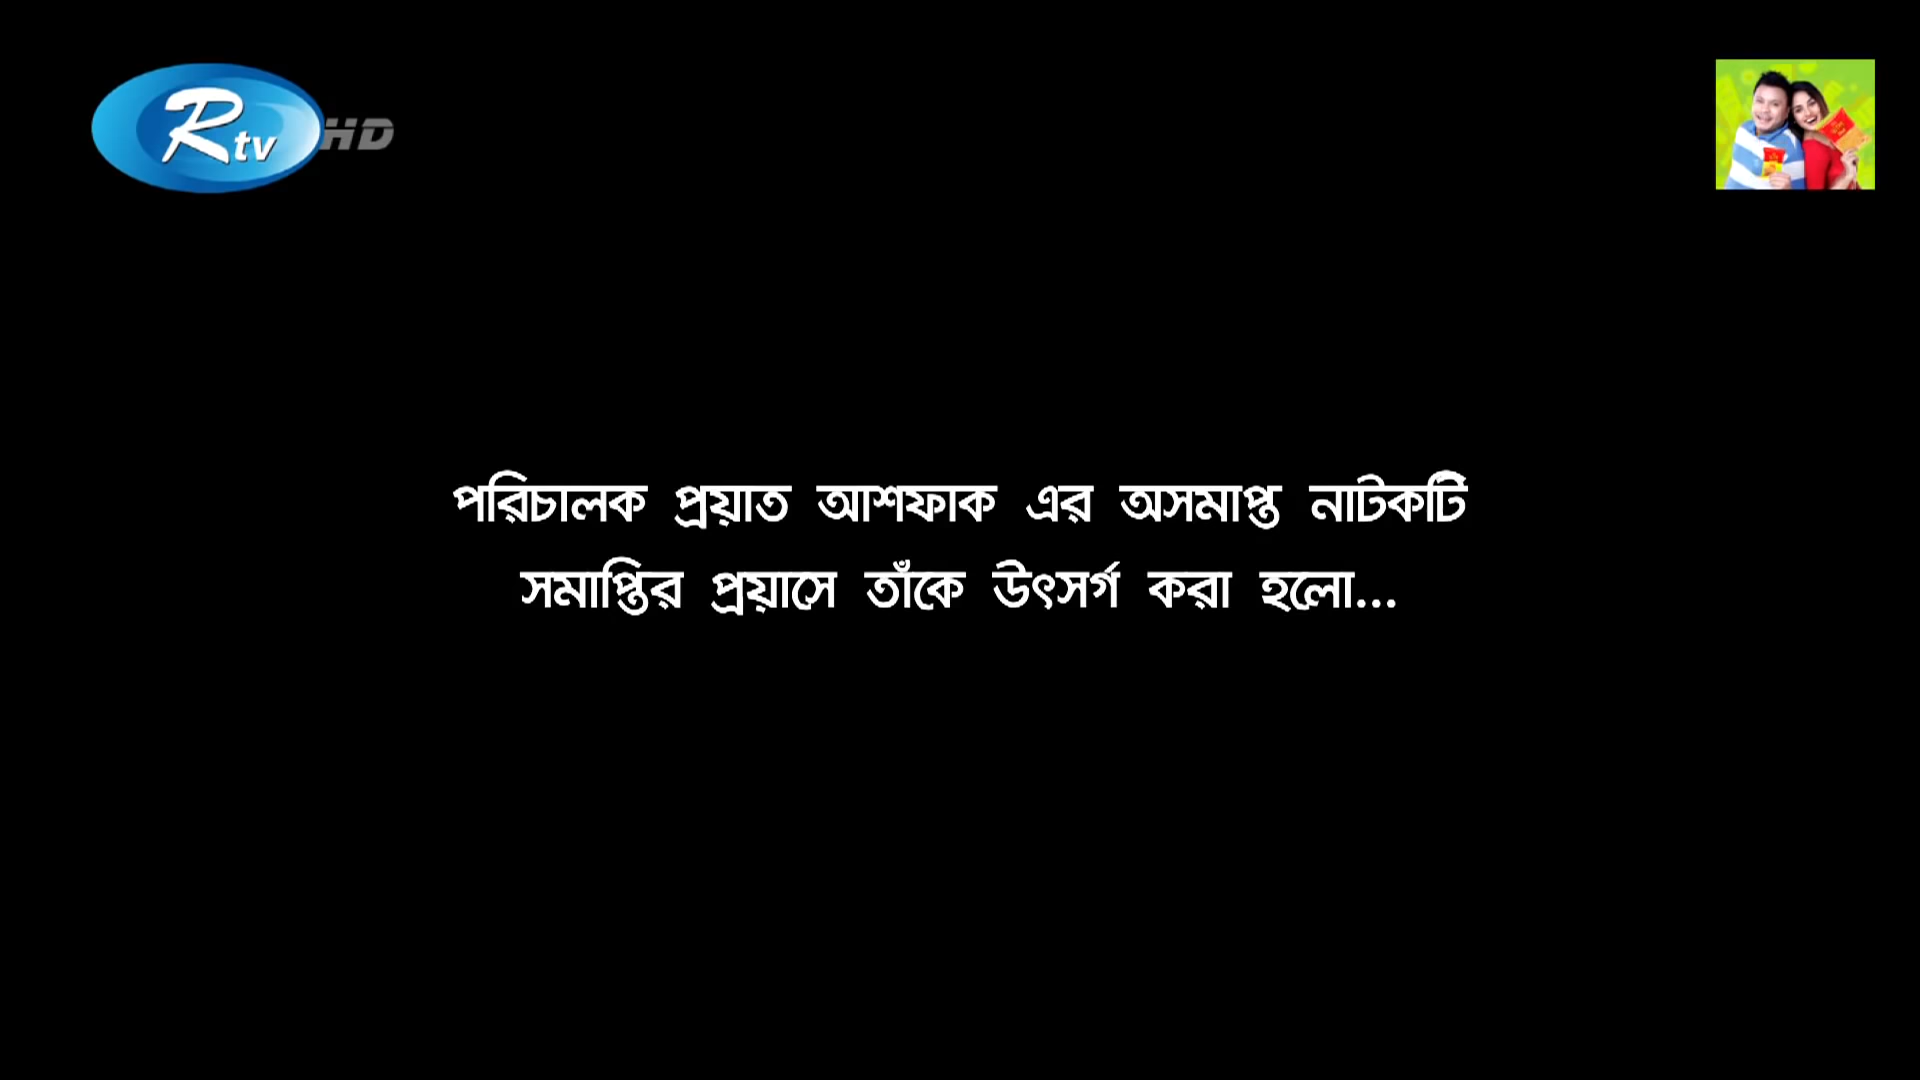 Rtv HD
পরিচালক প্রয়াত আশফাক এর অসমাপ্ত নাটকটি
সমাপ্তির প্রয়াসে তাঁকে উৎসর্গ করা হলো...